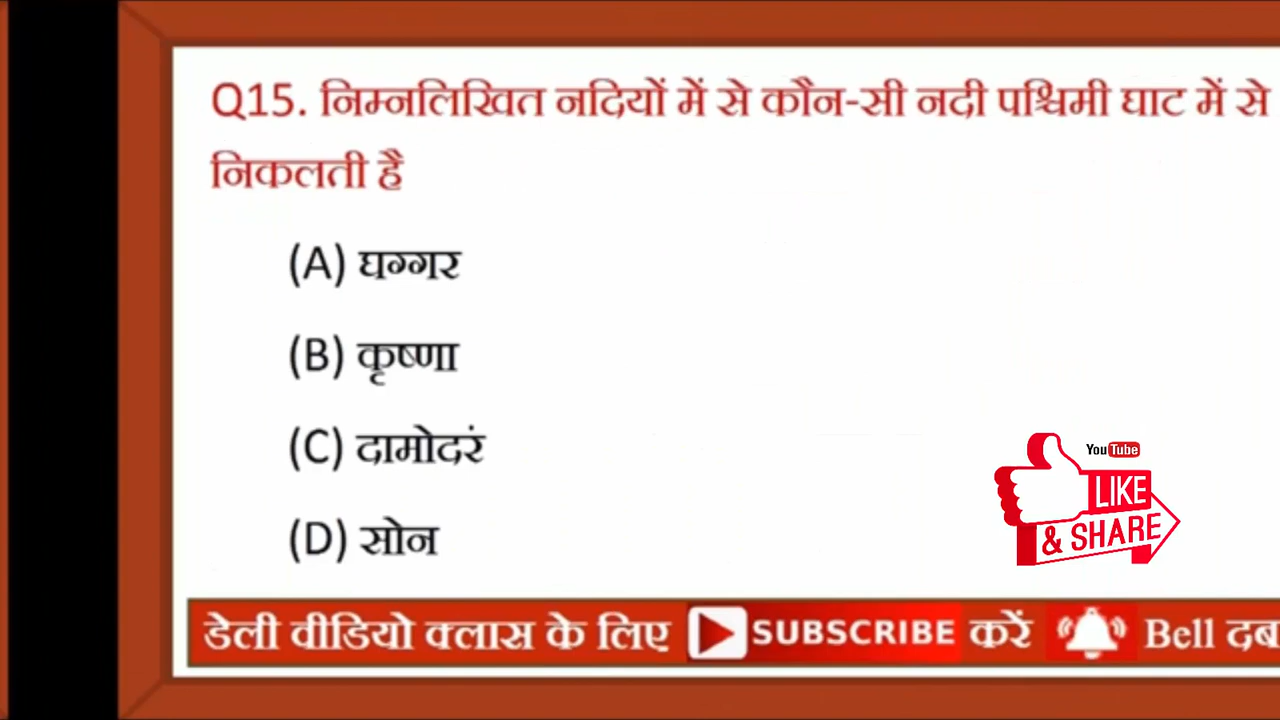 Q15. निम्नलिखित नदियों में से कौन-सी नदी पश्चिमी घाट में से
निकलती है
(A) घग्गर
(B) कृष्णा
(C) दामोदरं
(D) सोन
YouTube
LIKE
& SHARE
डेली वीडियो क्लास के लिए SUBSCRIBE करें Bell दब